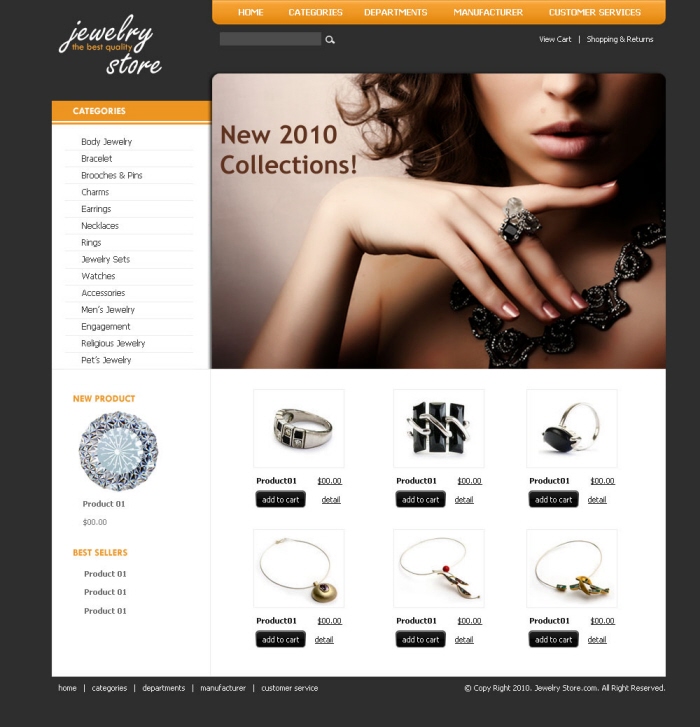 jewelry
the best quality
store
HOME CATEGORIES DEPARTMENTS MANUFACTURER CUSTOMER SERVICES
View Cart | Shopping & Returns
CATEGORIES
Body Jewelry
Bracelet
Brooches & Pins
Charms
Earrings
Necklaces
Rings
Jewelry Sets
Watches
Accessories
Men's Jewelry
Engagement
Religious Jewelry
Pet's Jewelry
New 2010
Collections!
NEW PRODUCT
Product 01
$00.00
BEST SELLERS
Product 01
Product 01
Product 01
Product01 $00.00
add to cart detail
Product01 $00.00
add to cart detail
Product01 $00.00
add to cart detail
Product01 $00.00
add to cart detail
Product01 $00.00
add to cart detail
Product01 $00.00
add to cart detail
home | categories | departments | manufacturer | customer service
© Copy Right 2010. Jewelry Store.com. All Right Reserved.